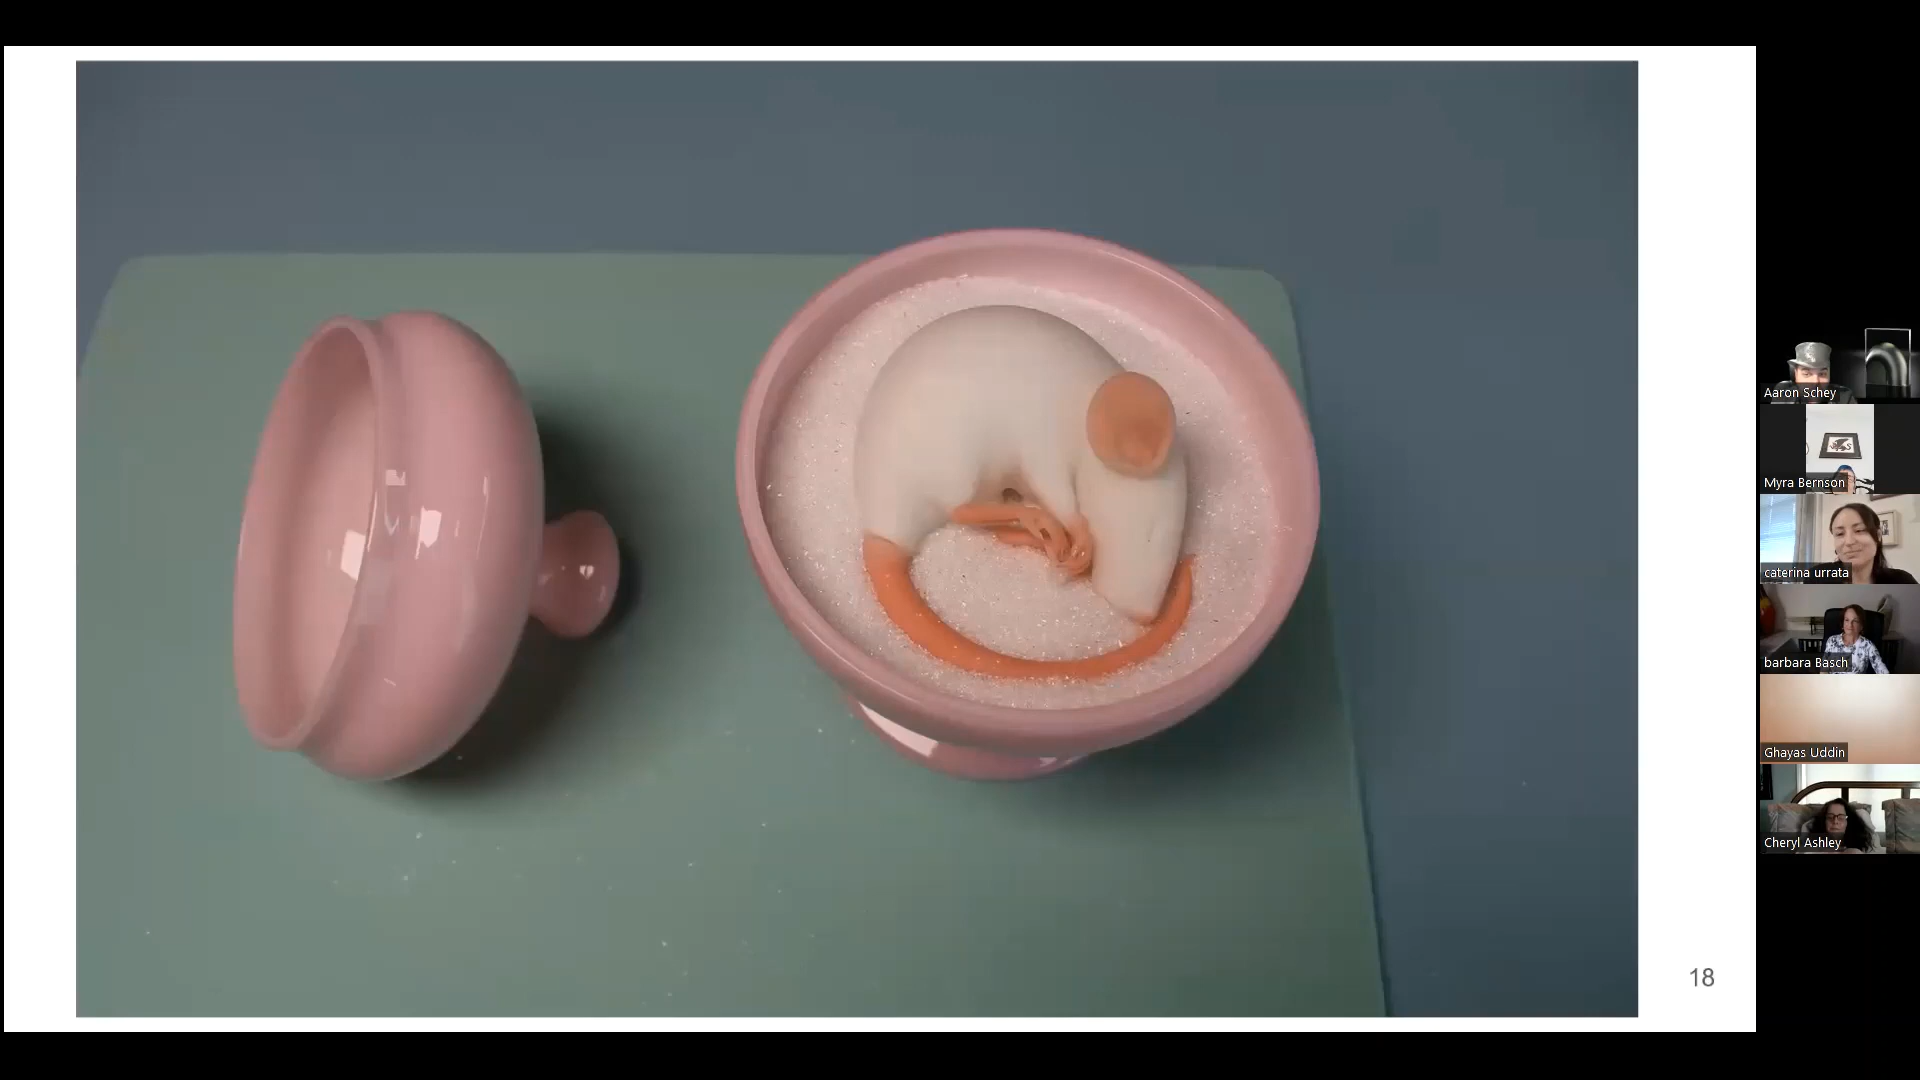 Aaron Schey
Myra Bernson
caterina urrata
barbara Basch
Ghayas Uddin
Cheryl Ashley
18